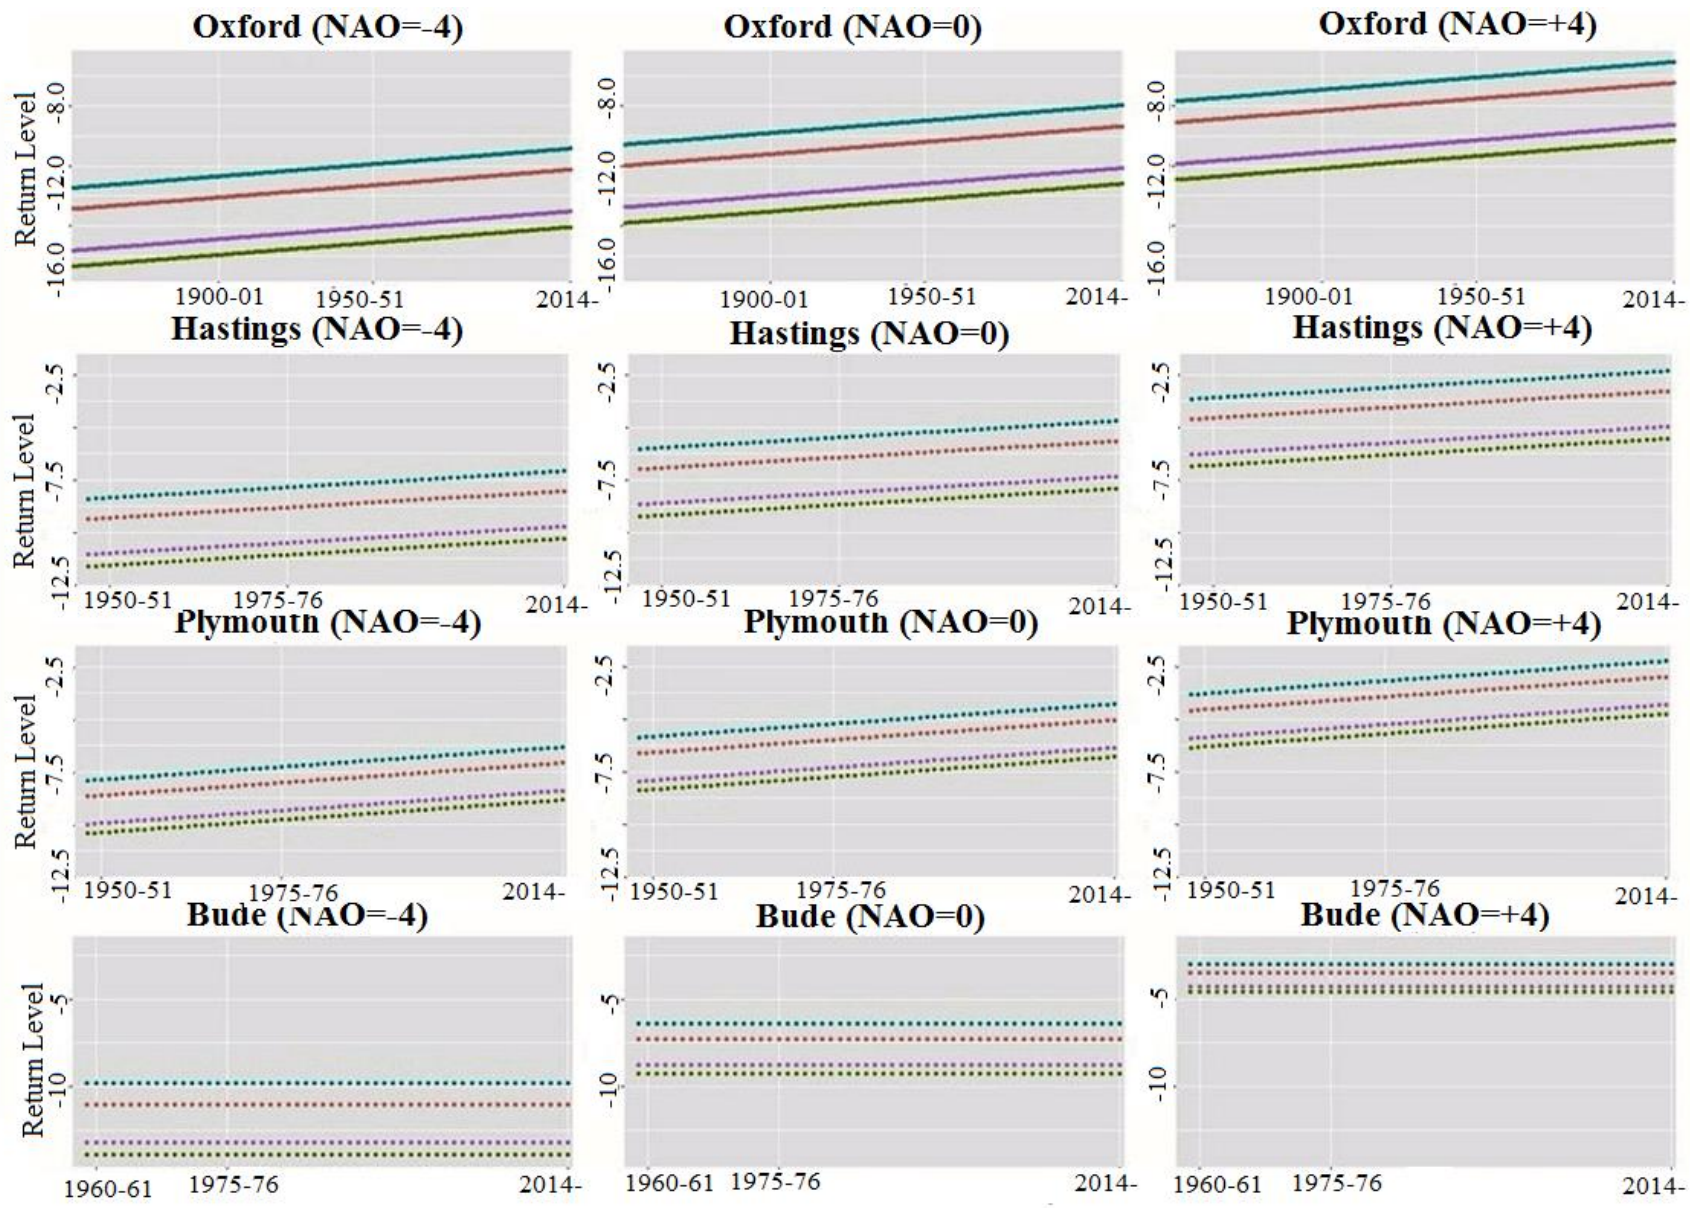 Oxford (NAO=-4) Oxford (NAO=0) Oxford (NAO=+4)
Return Level -16.0 -12.0 -8.0 -16.0 -12.0 -8.0 -16.0 -12.0 -8.0
1900-01 1950-51 2014- 1900-01 1950-51 2014- 1900-01 1950-51 2014-
Hastings (NAO=-4) Hastings (NAO=0) Hastings (NAO=+4)
Return Level -12.5 -7.5 -2.5 -12.5 -7.5 -2.5 -12.5 -7.5 -2.5
1950-51 1975-76 2014- 1950-51 1975-76 2014- 1950-51 1975-76 2014-
Plymouth (NAO=-4) Plymouth (NAO=0) Plymouth (NAO=+4)
Return Level -12.5 -7.5 -2.5 -12.5 -7.5 -2.5 -12.5 -7.5 -2.5
1950-51 1975-76 2014- 1950-51 1975-76 2014- 1950-51 1975-76 2014-
Bude (NAO=-4) Bude (NAO=0) Bude (NAO=+4)
Return Level -10 -5 -10 -5 -10 -5
1960-61 1975-76 2014- 1960-61 1975-76 2014- 1960-61 1975-76 2014-